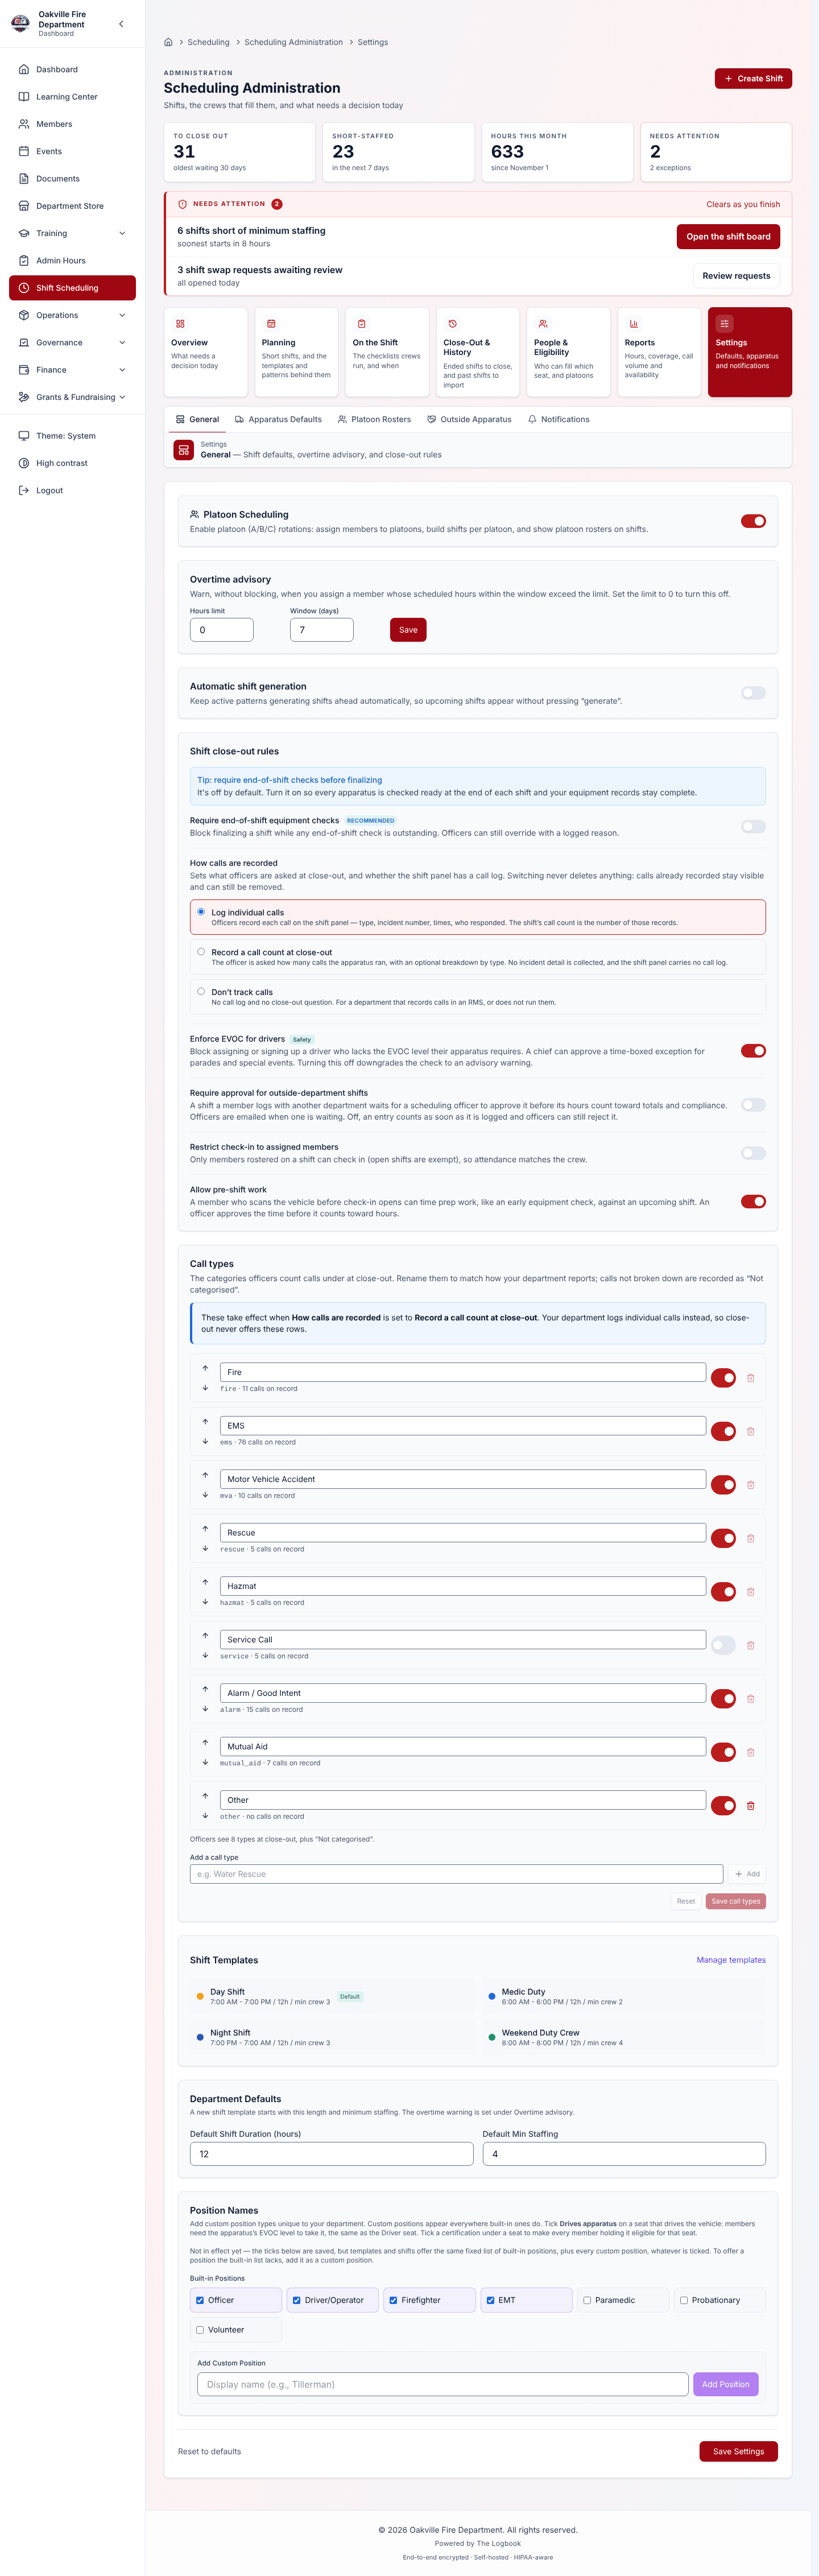 Oakville Fire
Department
Dashboard
Dashboard
Learning Center
Members
Events
Documents
Department Store
Training
Admin Hours
Shift Scheduling
Operations
Governance
Finance
Grants & Fundraising
Theme: System
High contrast
Logout
Scheduling
Scheduling Administration
Settings
ADMINISTRATION
Scheduling Administration
Shifts, the crews that fill them, and what needs a decision today
Create Shift
TO CLOSE OUT
31
oldest waiting 30 days
SHORT-STAFFED
23
in the next 7 days
HOURS THIS MONTH
633
since November 1
NEEDS ATTENTION
2
2 exceptions
NEEDS ATTENTION 2
Clears as you finish
6 shifts short of minimum staffing
soonest starts in 8 hours
Open the shift board
3 shift swap requests awaiting review
all opened today
Review requests
Overview
What needs a
decision today
Planning
Short shifts, and the
templates and
patterns behind them
On the Shift
The checklists crews
run, and when
Close-Out &
History
Ended shifts to close,
and past shifts to
import
People &
Eligibility
Who can fill which
seat, and platoons
Reports
Hours, coverage, call
volume and
availability
Settings
Defaults, apparatus
and notifications
General
Apparatus Defaults
Platoon Rosters
Outside Apparatus
Notifications
Settings
General — Shift defaults, overtime advisory, and close-out rules
Platoon Scheduling
Enable platoon (A/B/C) rotations: assign members to platoons, build shifts per platoon, and show platoon rosters on shifts.
Overtime advisory
Warn, without blocking, when you assign a member whose scheduled hours within the window exceed the limit. Set the limit to 0 to turn this off.
Hours limit
0
Window (days)
7
Save
Automatic shift generation
Keep active patterns generating shifts ahead automatically, so upcoming shifts appear without pressing “generate”.
Shift close-out rules
Tip: require end-of-shift checks before finalizing
It's off by default. Turn it on so every apparatus is checked ready at the end of each shift and your equipment records stay complete.
Require end-of-shift equipment checks RECOMMENDED
Block finalizing a shift while any end-of-shift check is outstanding. Officers can still override with a logged reason.
How calls are recorded
Sets what officers are asked at close-out, and whether the shift panel has a call log. Switching never deletes anything: calls already recorded stay visible
and can still be removed.
Log individual calls
Officers record each call on the shift panel — type, incident number, times, who responded. The shift's call count is the number of those records.
Record a call count at close-out
The officer is asked how many calls the apparatus ran, with an optional breakdown by type. No incident detail is collected, and the shift panel carries no call log.
Don't track calls
No call log and no close-out question. For a department that records calls in an RMS, or does not run them.
Enforce EVOC for drivers Safety
Block assigning or signing up a driver who lacks the EVOC level their apparatus requires. A chief can approve a time-boxed exception for
parades and special events. Turning this off downgrades the check to an advisory warning.
Require approval for outside-department shifts
A shift a member logs with another department waits for a scheduling officer to approve it before its hours count toward totals and compliance.
Officers are emailed when one is waiting. Off, an entry counts as soon as it is logged and officers can still reject it.
Restrict check-in to assigned members
Only members rostered on a shift can check in (open shifts are exempt), so attendance matches the crew.
Allow pre-shift work
A member who scans the vehicle before check-in opens can time prep work, like an early equipment check, against an upcoming shift. An
officer approves the time before it counts toward hours.
Call types
The categories officers count calls under at close-out. Rename them to match how your department reports; calls not broken down are recorded as “Not
categorised”.
These take effect when How calls are recorded is set to Record a call count at close-out. Your department logs individual calls instead, so close-
out never offers these rows.
Fire
fire · 11 calls on record
EMS
ems · 76 calls on record
Motor Vehicle Accident
mva · 10 calls on record
Rescue
rescue · 5 calls on record
Hazmat
hazmat · 5 calls on record
Service Call
service · 5 calls on record
Alarm / Good Intent
alarm · 15 calls on record
Mutual Aid
mutual_aid · 7 calls on record
Other
other · no calls on record
Officers see 8 types at close-out, plus "Not categorised".
Add a call type
e.g. Water Rescue
Add
Reset
Save call types
Shift Templates
Manage templates
Day Shift
7:00 AM - 7:00 PM / 12h / min crew 3
Default
Medic Duty
6:00 AM - 6:00 PM / 12h / min crew 2
Night Shift
7:00 PM - 7:00 AM / 12h / min crew 3
Weekend Duty Crew
8:00 AM - 8:00 PM / 12h / min crew 4
Department Defaults
A new shift template starts with this length and minimum staffing. The overtime warning is set under Overtime advisory.
Default Shift Duration (hours)
12
Default Min Staffing
4
Position Names
Add custom position types unique to your department. Custom positions appear everywhere built-in ones do. Tick Drives apparatus on a seat that drives the vehicle: members
need the apparatus's EVOC level to take it, the same as the Driver seat. Tick a certification under a seat to make every member holding it eligible for that seat.
Not in effect yet — the ticks below are saved, but templates and shifts offer the same fixed list of built-in positions, plus every custom position, whatever is ticked. To offer a
position the built-in list lacks, add it as a custom position.
Built-in Positions
Officer
Driver/Operator
Firefighter
EMT
Paramedic
Probationary
Volunteer
Add Custom Position
Display name (e.g., Tillerman)
Add Position
Reset to defaults
Save Settings
© 2026 Oakville Fire Department. All rights reserved.
Powered by The Logbook
End-to-end encrypted · Self-hosted · HIPAA-aware